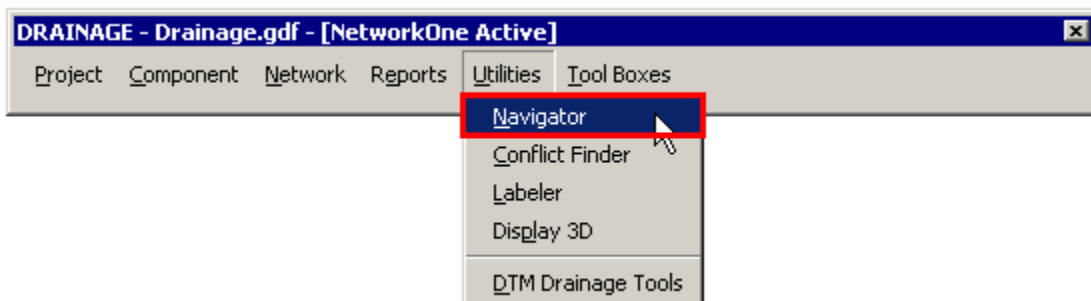 DRAINAGE - Drainage.gdf - [NetworkOne Active]
Project Component Network Reports Utilities Tool Boxes
Navigator
Conflict Finder
Labeler
Display 3D
DTM Drainage Tools